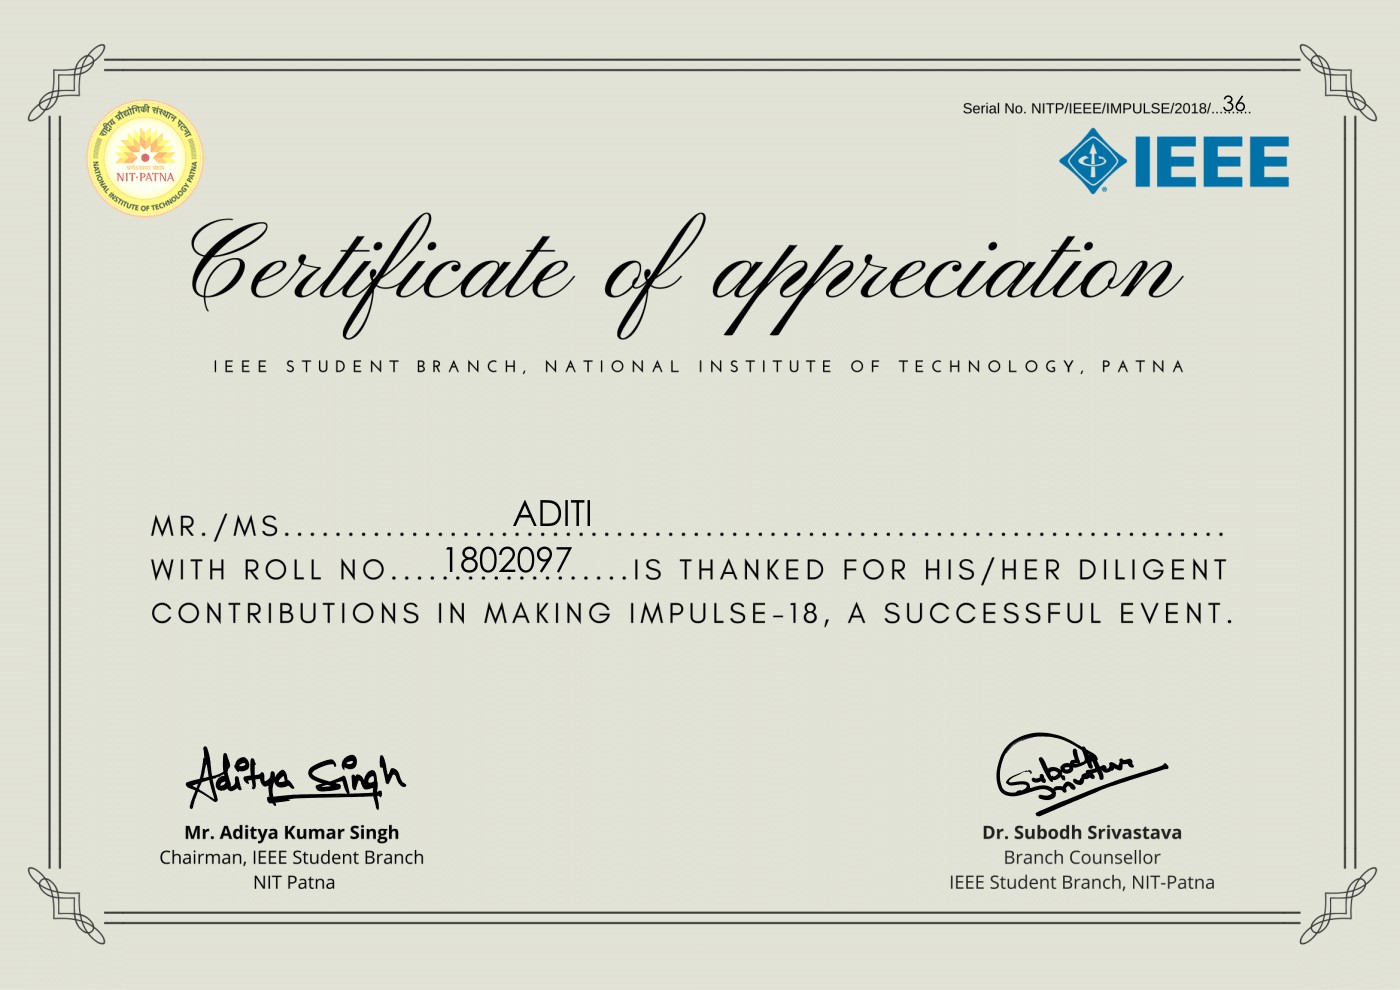 Serial No. NITP/IEEE/IMPULSE/2018/...36...
राष्ट्रीय प्रौद्योगिकी संस्थान पटना
NIT-PATNA
NATIONAL INSTITUTE OF TECHNOLOGY PATNA
IEEE
Certificate of appreciation
IEEE STUDENT BRANCH, NATIONAL INSTITUTE OF TECHNOLOGY, PATNA
MR./MS. ADITI
WITH ROLL NO. 1802097 IS THANKED FOR HIS/HER DILIGENT
CONTRIBUTIONS IN MAKING IMPULSE-18, A SUCCESSFUL EVENT.
Aditya Singh
Subodh
Srivastava
Mr. Aditya Kumar Singh
Chairman, IEEE Student Branch
NIT Patna
Dr. Subodh Srivastava
Branch Counsellor
IEEE Student Branch, NIT-Patna